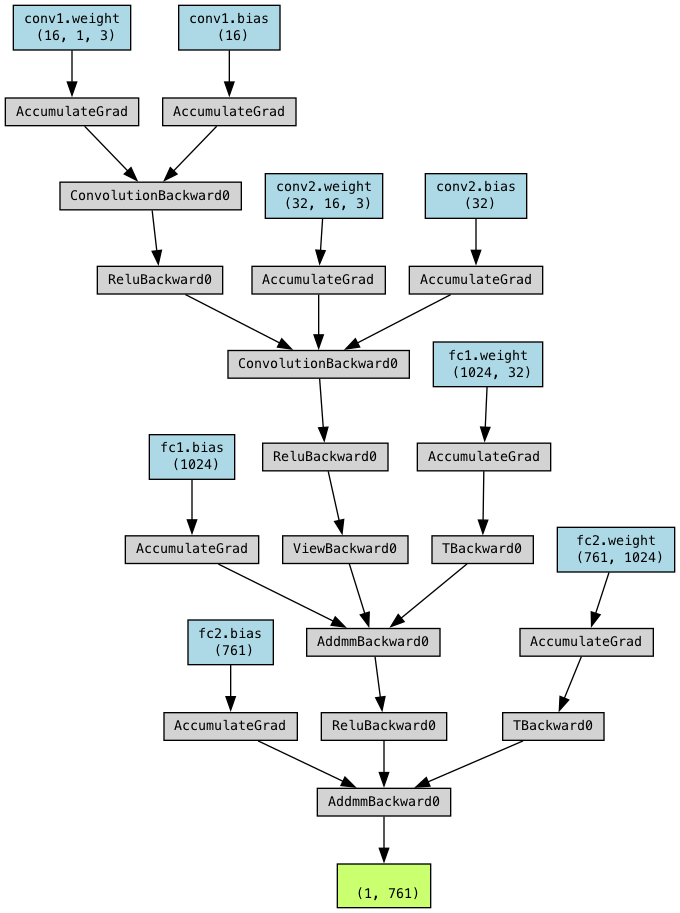 conv1.weight
(16, 1, 3)
conv1.bias
(16)
AccumulateGrad
AccumulateGrad
ConvolutionBackward0
conv2.weight
(32, 16, 3)
conv2.bias
(32)
ReluBackward0
AccumulateGrad
AccumulateGrad
ConvolutionBackward0
fc1.weight
(1024, 32)
fc1.bias
(1024)
ReluBackward0
AccumulateGrad
AccumulateGrad
ViewBackward0
TBackward0
fc2.weight
(761, 1024)
fc2.bias
(761)
AddmmBackward0
AccumulateGrad
AccumulateGrad
ReluBackward0
TBackward0
AddmmBackward0
(1, 761)